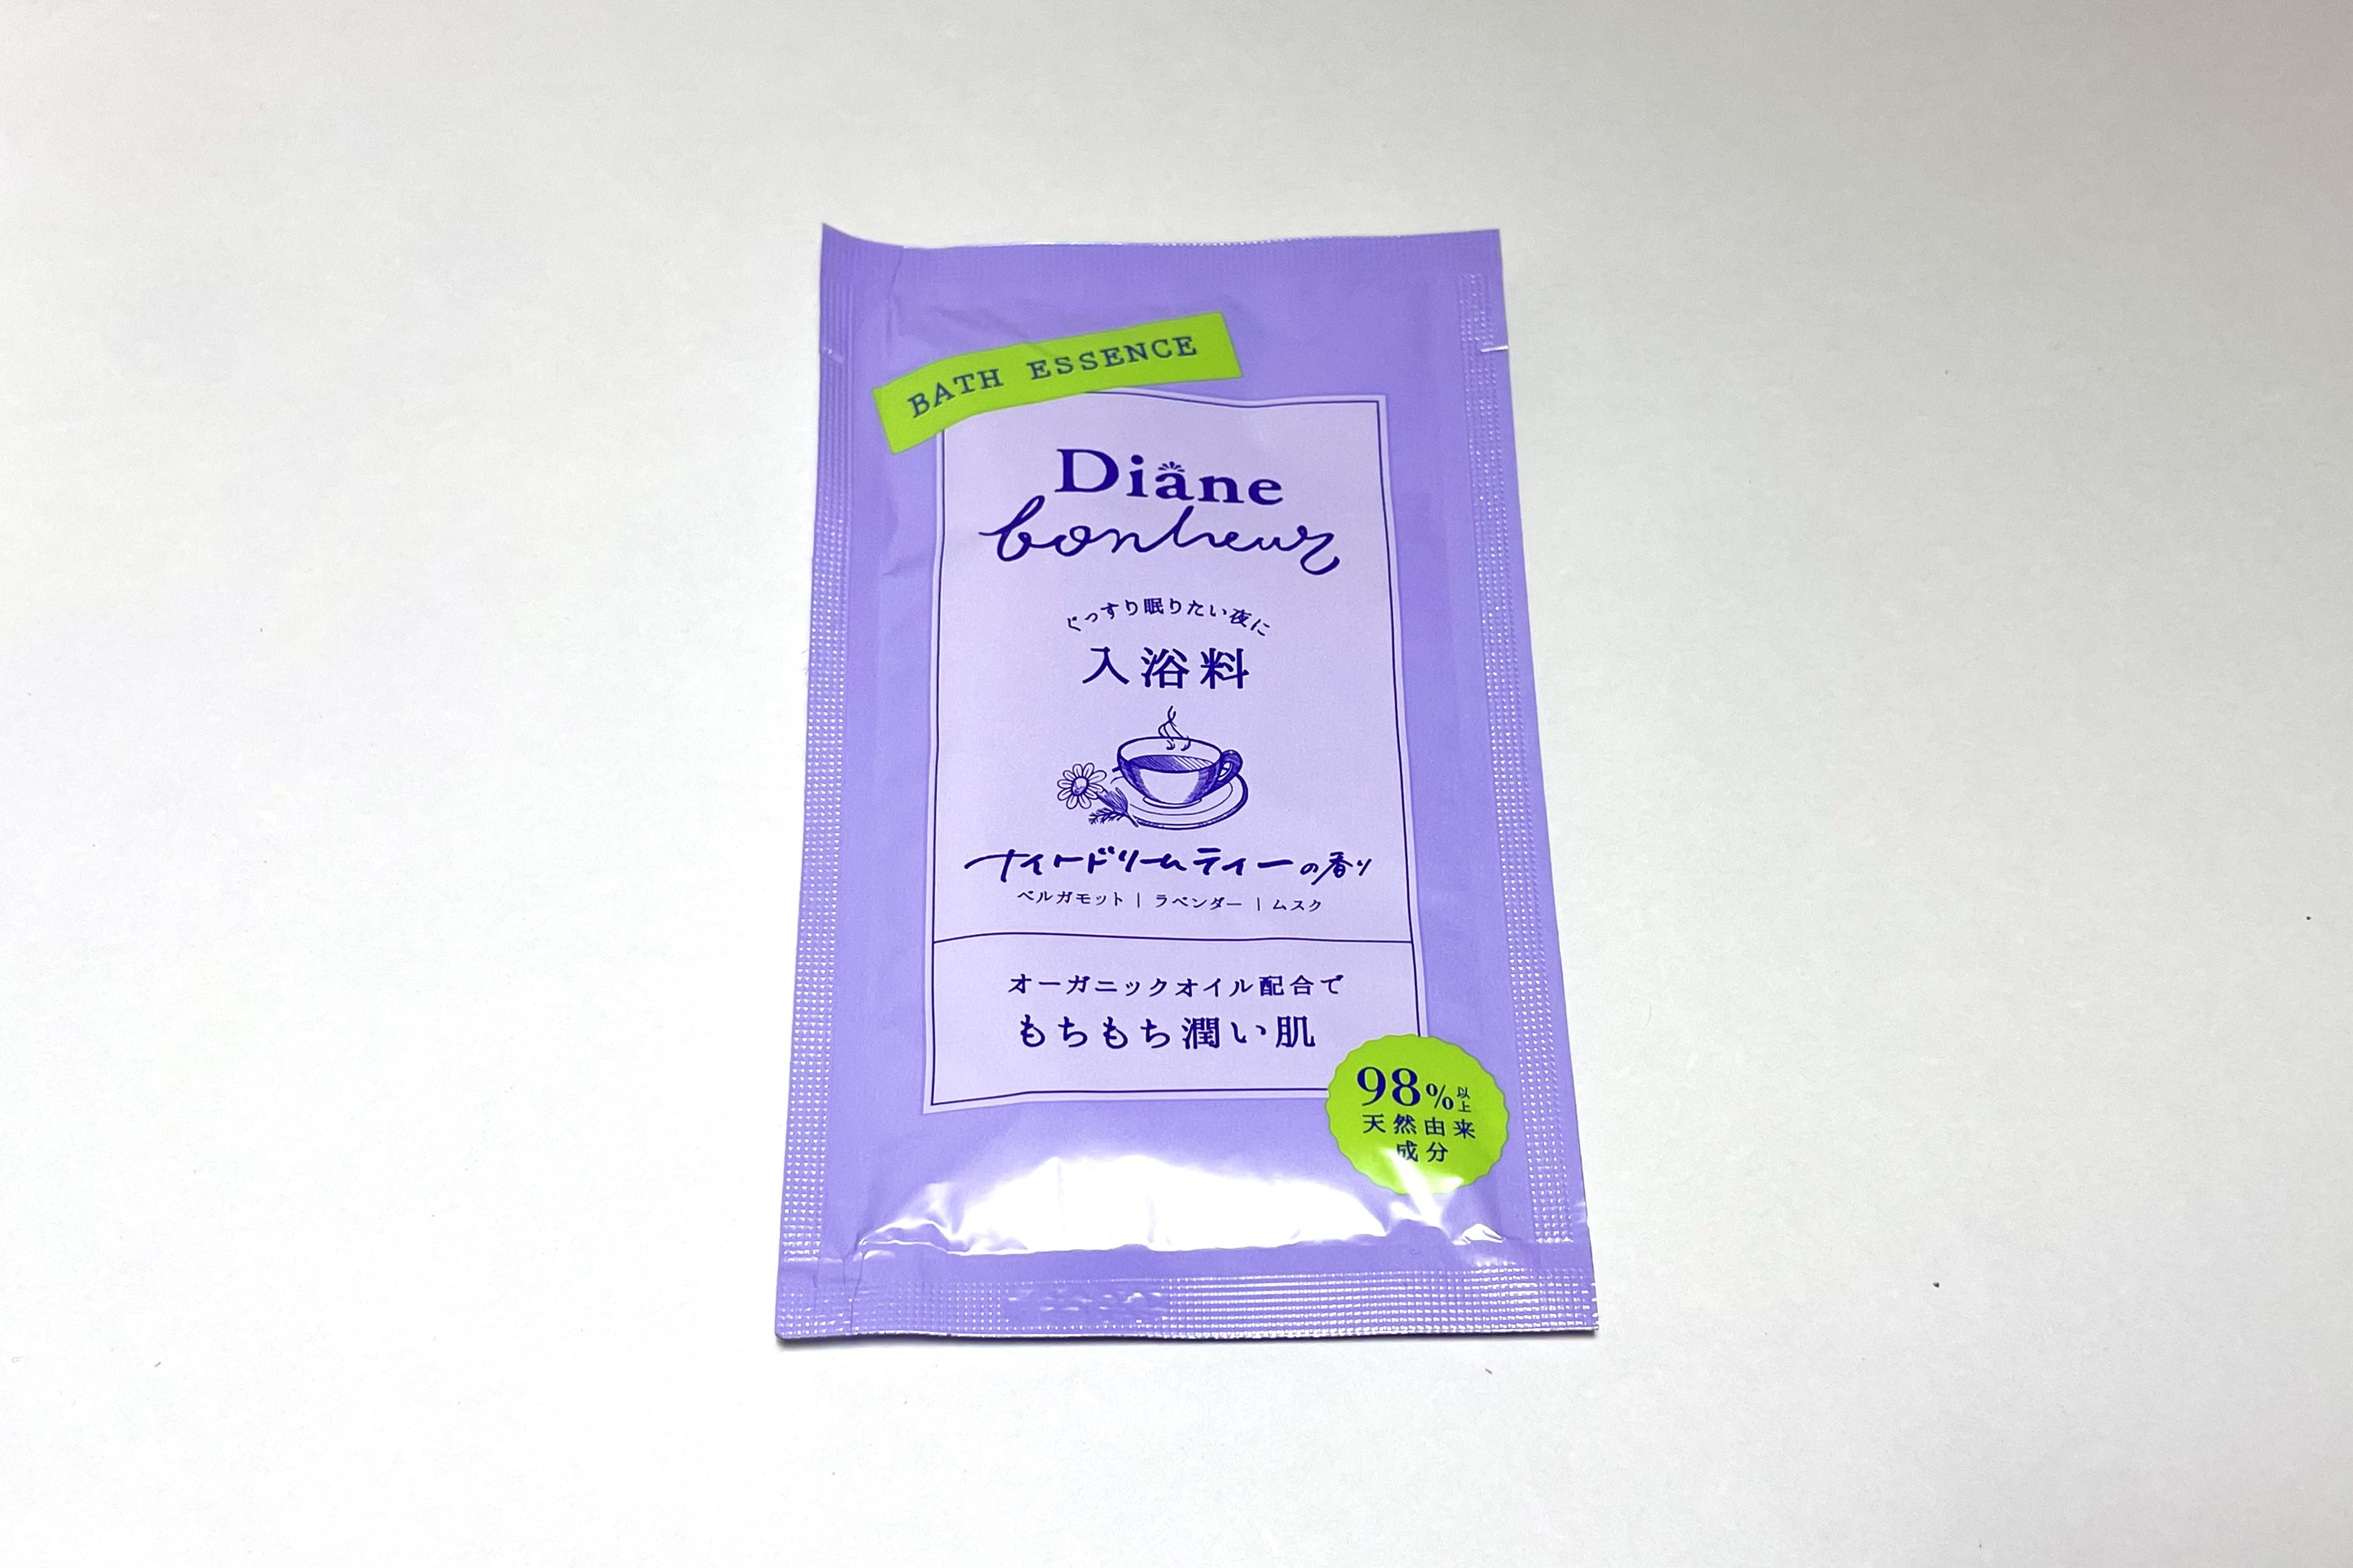 BATH ESSENCE
Diane
bonheur
ぐっすり眠りたい夜に
入浴料
ナイトドリームティーの香り
ベルガモット | ラベンダー | ムスク
オーガニックオイル配合で
もちもち潤い肌
98%以上
天然由来
成分